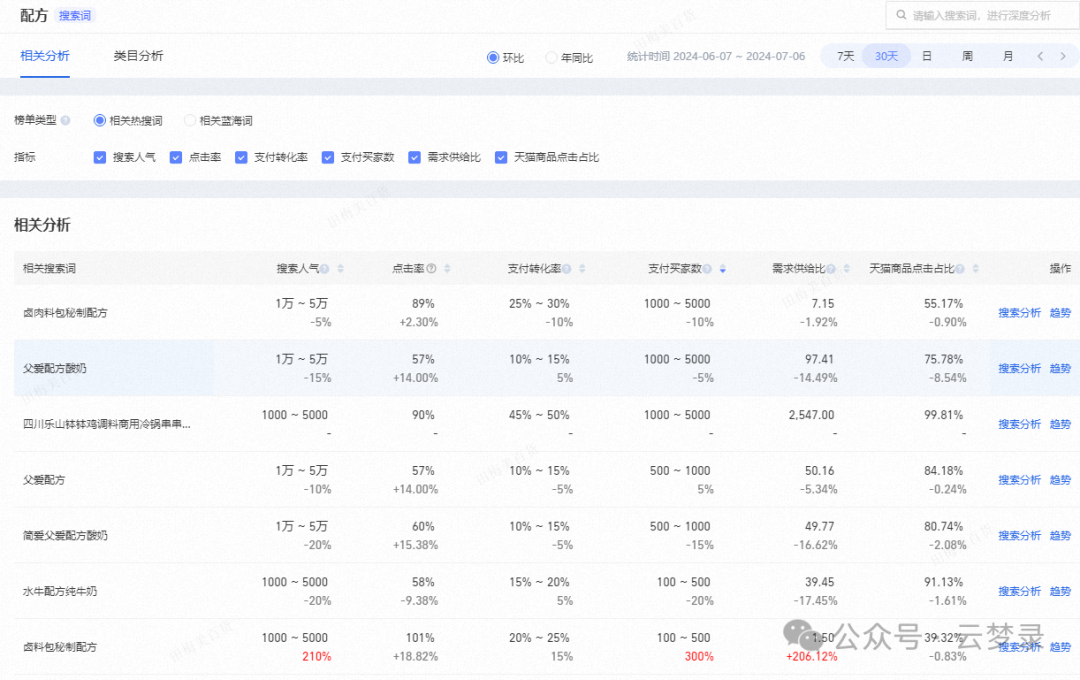 配方 搜索词
请输入搜索词，进行深度分析
相关分析 类目分析 环比 年同比 统计时间 2024-06-07 ~ 2024-07-06 7天 30天 日 周 月 < >
榜单类型 相关热搜词 相关蓝海词
指标 搜索人气 点击率 支付转化率 支付买家数 需求供给比 天猫商品点击占比
相关分析
相关搜索词 搜索人气 点击率 支付转化率 支付买家数 需求供给比 天猫商品点击占比 操作
卤肉料包秘制配方 1万 ~ 5万 89% 25% ~ 30% 1000 ~ 5000 7.15 55.17% 搜索分析 趋势
-5% +2.30% -10% -10% -1.92% -0.90%
父爱配方酸奶 1万 ~ 5万 57% 10% ~ 15% 1000 ~ 5000 97.41 75.78% 搜索分析 趋势
-15% +14.00% 5% -5% -14.49% -8.54%
四川乐山钵钵鸡调料商用冷锅串串... 1000 ~ 5000 90% 45% ~ 50% 1000 ~ 5000 2,547.00 99.81% 搜索分析 趋势
- - - - - -
父爱配方 1万 ~ 5万 57% 10% ~ 15% 500 ~ 1000 50.16 84.18% 搜索分析 趋势
-10% +14.00% -5% 5% -5.34% -0.24%
简爱父爱配方酸奶 1万 ~ 5万 60% 10% ~ 15% 500 ~ 1000 49.77 80.74% 搜索分析 趋势
-20% +15.38% -5% -15% -16.62% -2.08%
水牛配方纯牛奶 1000 ~ 5000 58% 15% ~ 20% 100 ~ 500 39.45 91.13% 搜索分析 趋势
-20% -9.38% 5% -20% -17.45% -1.61%
卤料包秘制配方 1000 ~ 5000 101% 20% ~ 25% 100 ~ 500 1.50 39.32% 搜索分析 趋势
210% +18.82% 15% 300% +206.12% -0.83%
公众号 · 云梦录